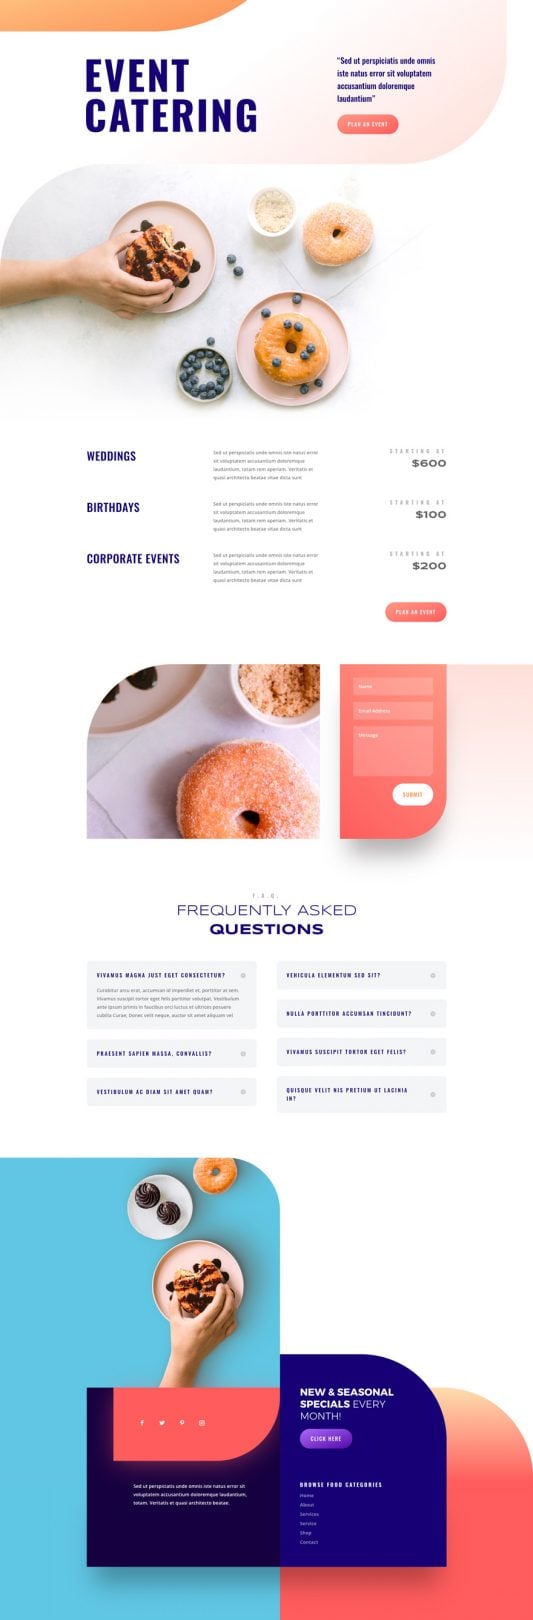 EVENT
CATERING
“Sed ut perspiciatis unde omnis
iste natus error sit voluptatem
accusantium doloremque
laudantium”
PLAN AN EVENT
WEDDINGS
Sed ut perspiciatis unde omnis iste natus error
sit voluptatem accusantium doloremque
laudantium, totam rem aperiam. Veritatis et
quasi architecto beatae vitae dicta sunt
STARTING AT
$600
BIRTHDAYS
Sed ut perspiciatis unde omnis iste natus error
sit voluptatem accusantium doloremque
laudantium, totam rem aperiam. Veritatis et
quasi architecto beatae vitae dicta sunt
STARTING AT
$100
CORPORATE EVENTS
Sed ut perspiciatis unde omnis iste natus error
sit voluptatem accusantium doloremque
laudantium, totam rem aperiam. Veritatis et
quasi architecto beatae vitae dicta sunt
STARTING AT
$200
PLAN AN EVENT
Name
Email Address
Message
SUBMIT
F.A.Q.
FREQUENTLY ASKED
QUESTIONS
VIVAMUS MAGNA JUST EGET CONSECTETUR?
Curabitur arcu erat, accumsan id imperdiet et, porttitor at sem.
Vivamus suscipit tortor eget felis porttitor volutpat. Vestibulum
ante ipsum primis in faucibus orci luctus et ultrices posuere
cubilia Curae; Donec velit neque, auctor sit amet aliquam vel
PRAESENT SAPIEN MASSA, CONVALLIS?
VESTIBULUM AC DIAM SIT AMET QUAM?
VEHICULA ELEMENTUM SED SIT?
NULLA PORTTITOR ACCUMSAN TINCIDUNT?
VIVAMUS SUSCIPIT TORTOR EGET FELIS?
QUISQUE VELIT NIS PRETIUM UT LACINIA
IN?
Sed ut perspiciatis unde omnis iste natus error sit
voluptatem accusantium doloremque laudantium,
totam. Veritatis et quasi architecto beatae.
NEW & SEASONAL
SPECIALS EVERY
MONTH!
CLICK HERE
BROWSE FOOD CATEGORIES
Home
About
Services
Service
Shop
Contact